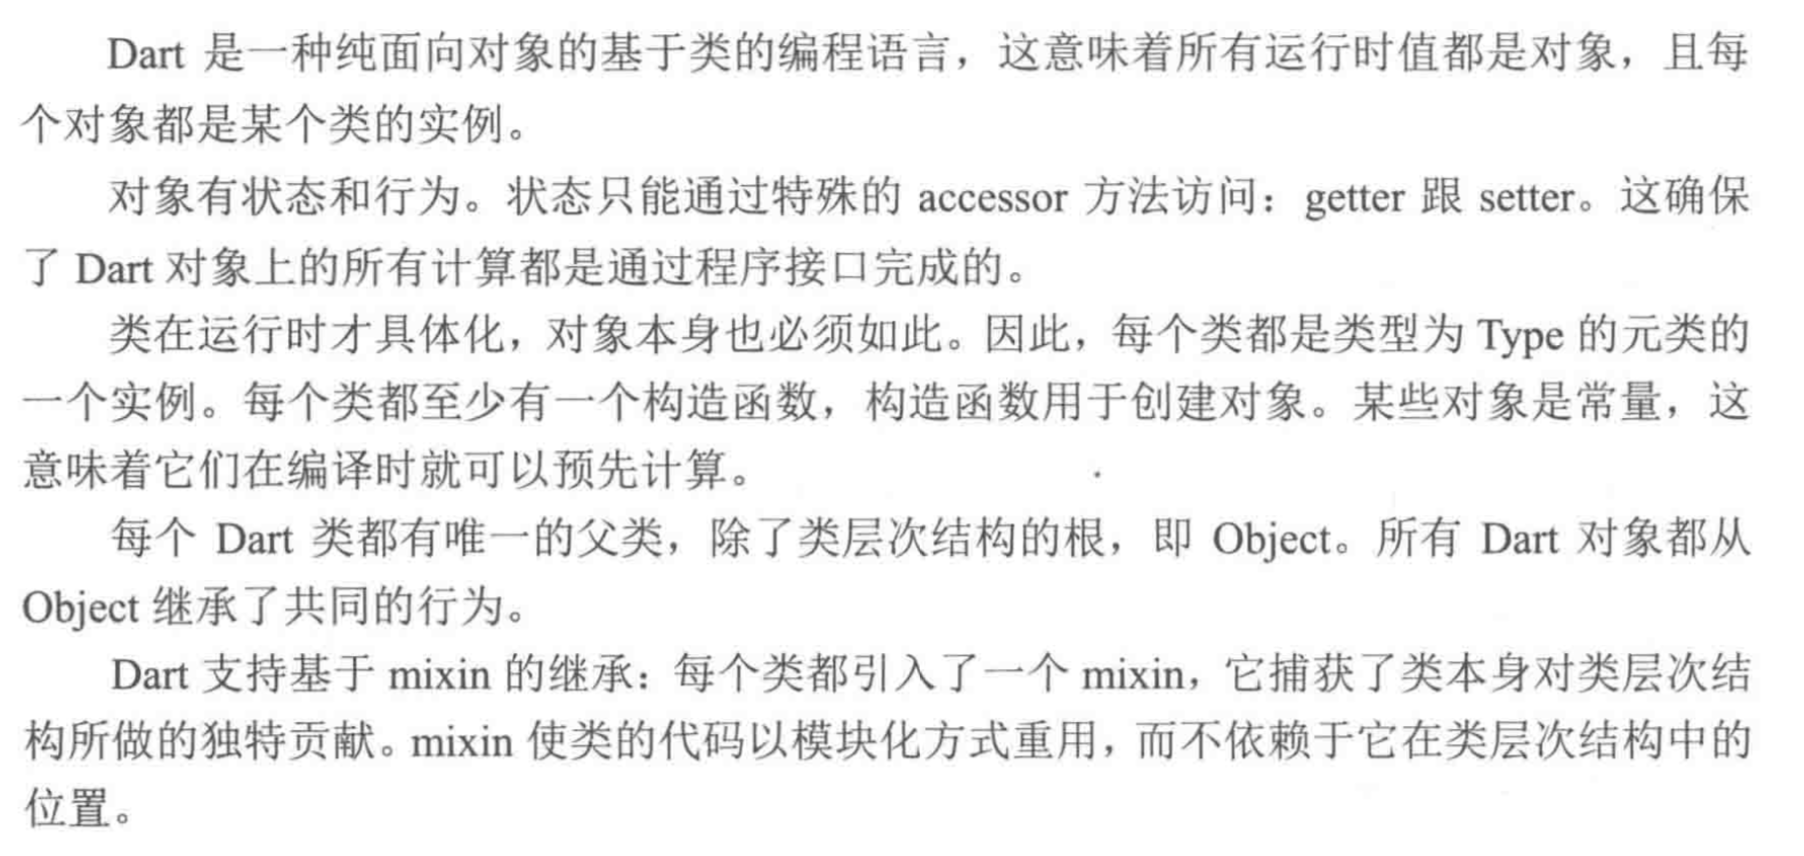 Dart 是一种纯面向对象的基于类的编程语言，这意味着所有运行时值都是对象，且每
个对象都是某个类的实例。
对象有状态和行为。状态只能通过特殊的 accessor 方法访问：getter 跟 setter。这确保
了 Dart 对象上的所有计算都是通过程序接口完成的。
类在运行时才具体化，对象本身也必须如此。因此，每个类都是类型为 Type 的元类的
一个实例。每个类都至少有一个构造函数，构造函数用于创建对象。某些对象是常量，这
意味着它们在编译时就可以预先计算。
每个 Dart 类都有唯一的父类，除了类层次结构的根，即 Object。所有 Dart 对象都从
Object 继承了共同的行为。
Dart 支持基于 mixin 的继承：每个类都引入了一个 mixin，它捕获了类本身对类层次结
构所做的独特贡献。mixin 使类的代码以模块化方式重用，而不依赖于它在类层次结构中的
位置。